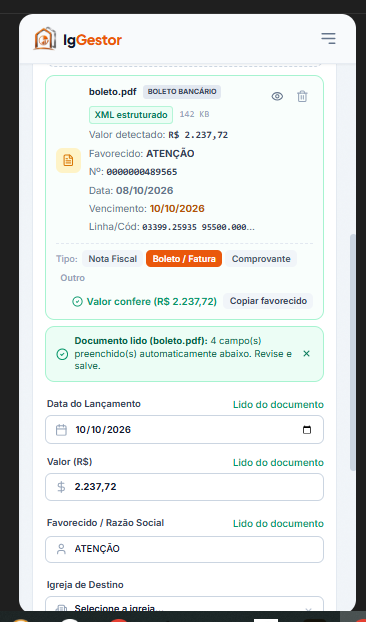 IgGestor
boleto.pdf BOLETO BANCÁRIO
XML estruturado 142 KB
Valor detectado: R$ 2.237,72
Favorecido: ATENÇÃO
Nº: 0000000489565
Data: 08/10/2026
Vencimento: 10/10/2026
Linha/Cód: 03399.25935 95500.000...
Tipo: Nota Fiscal Boleto / Fatura Comprovante
Outro
Valor confere (R$ 2.237,72) Copiar favorecido
Documento lido (boleto.pdf): 4 campo(s)
preenchido(s) automaticamente abaixo. Revise e
salve.
Data do Lançamento Lido do documento
10/10/2026
Valor (R$) Lido do documento
$ 2.237,72
Favorecido / Razão Social Lido do documento
ATENÇÃO
Igreja de Destino
Selecione a igreja...